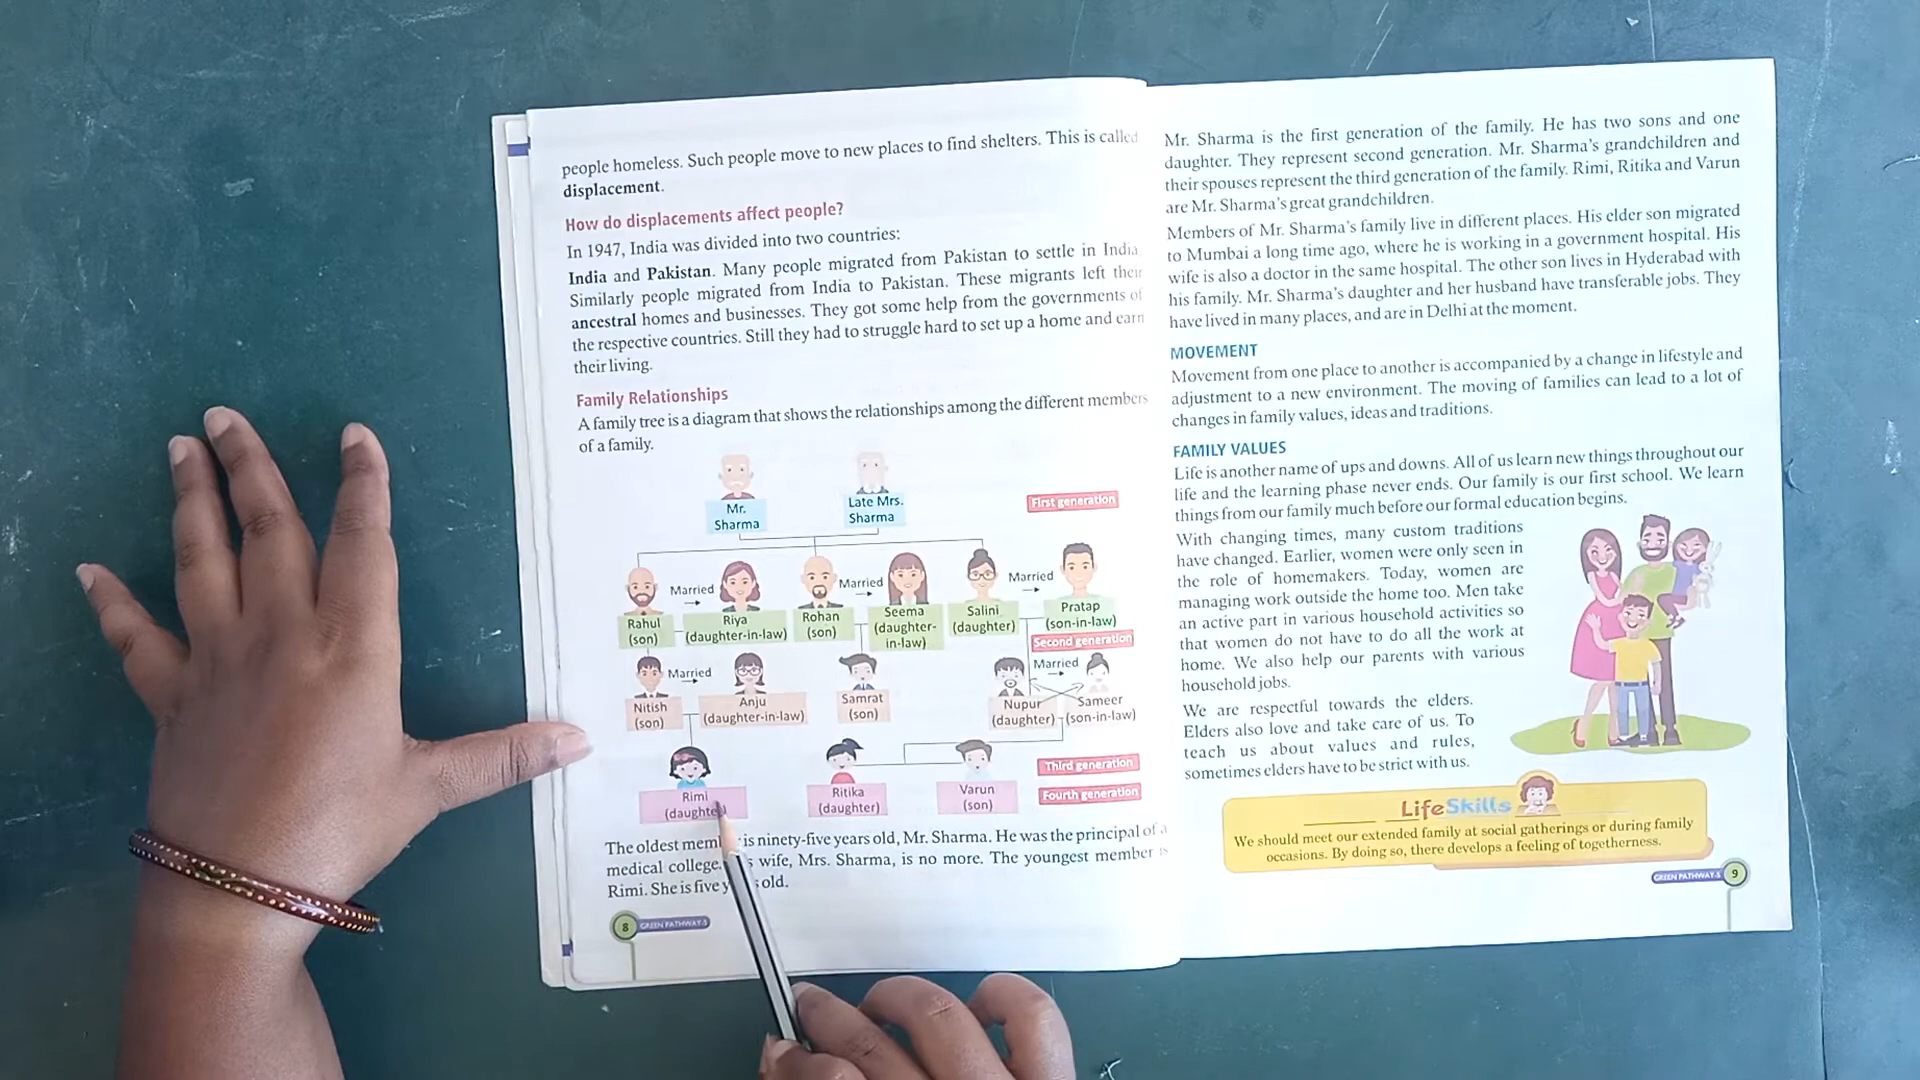 people homeless. Such people move to new places to find shelters. This is called
displacement.
How do displacements affect people?
In 1947, India was divided into two countries:
India and Pakistan. Many people migrated from Pakistan to settle in India.
Similarly people migrated from India to Pakistan. These migrants left their
ancestral homes and businesses. They got some help from the governments of
the respective countries. Still they had to struggle hard to set up a home and earn
their living.
Family Relationships
A family tree is a diagram that shows the relationships among the different members
of a family.
Mr.
Sharma
Late Mrs.
Sharma
First generation
Married
Married
Married
Rahul
(son)
Riya
(daughter-in-law)
Rohan
(son)
Seema
(daughter-
in-law)
Salini
(daughter)
Pratap
(son-in-law)
Second generation
Married
Married
Nitish
(son)
Anju
(daughter-in-law)
Samrat
(son)
Nupur
(daughter)
Sameer
(son-in-law)
Third generation
Rimi
(daughter)
Ritika
(daughter)
Varun
(son)
Fourth generation
The oldest member is ninety-five years old, Mr. Sharma. He was the principal of a
medical college. wife, Mrs. Sharma, is no more. The youngest member is
Rimi. She is five years old.
8 GREEN PATHWAY-5
Mr. Sharma is the first generation of the family. He has two sons and one
daughter. They represent second generation. Mr. Sharma's grandchildren and
their spouses represent the third generation of the family. Rimi, Ritika and Varun
are Mr. Sharma's great grandchildren.
Members of Mr. Sharma's family live in different places. His elder son migrated
to Mumbai a long time ago, where he is working in a government hospital. His
wife is also a doctor in the same hospital. The other son lives in Hyderabad with
his family. Mr. Sharma's daughter and her husband have transferable jobs. They
have lived in many places, and are in Delhi at the moment.
MOVEMENT
Movement from one place to another is accompanied by a change in lifestyle and
adjustment to a new environment. The moving of families can lead to a lot of
changes in family values, ideas and traditions.
FAMILY VALUES
Life is another name of ups and downs. All of us learn new things throughout our
life and the learning phase never ends. Our family is our first school. We learn
things from our family much before our formal education begins.
With changing times, many custom traditions
have changed. Earlier, women were only seen in
the role of homemakers. Today, women are
managing work outside the home too. Men take
an active part in various household activities so
that women do not have to do all the work at
home. We also help our parents with various
household jobs.
We are respectful towards the elders.
Elders also love and take care of us. To
teach us about values and rules,
sometimes elders have to be strict with us.
LifeSkills
We should meet our extended family at social gatherings or during family
occasions. By doing so, there develops a feeling of togetherness.
GREEN PATHWAY-5 9